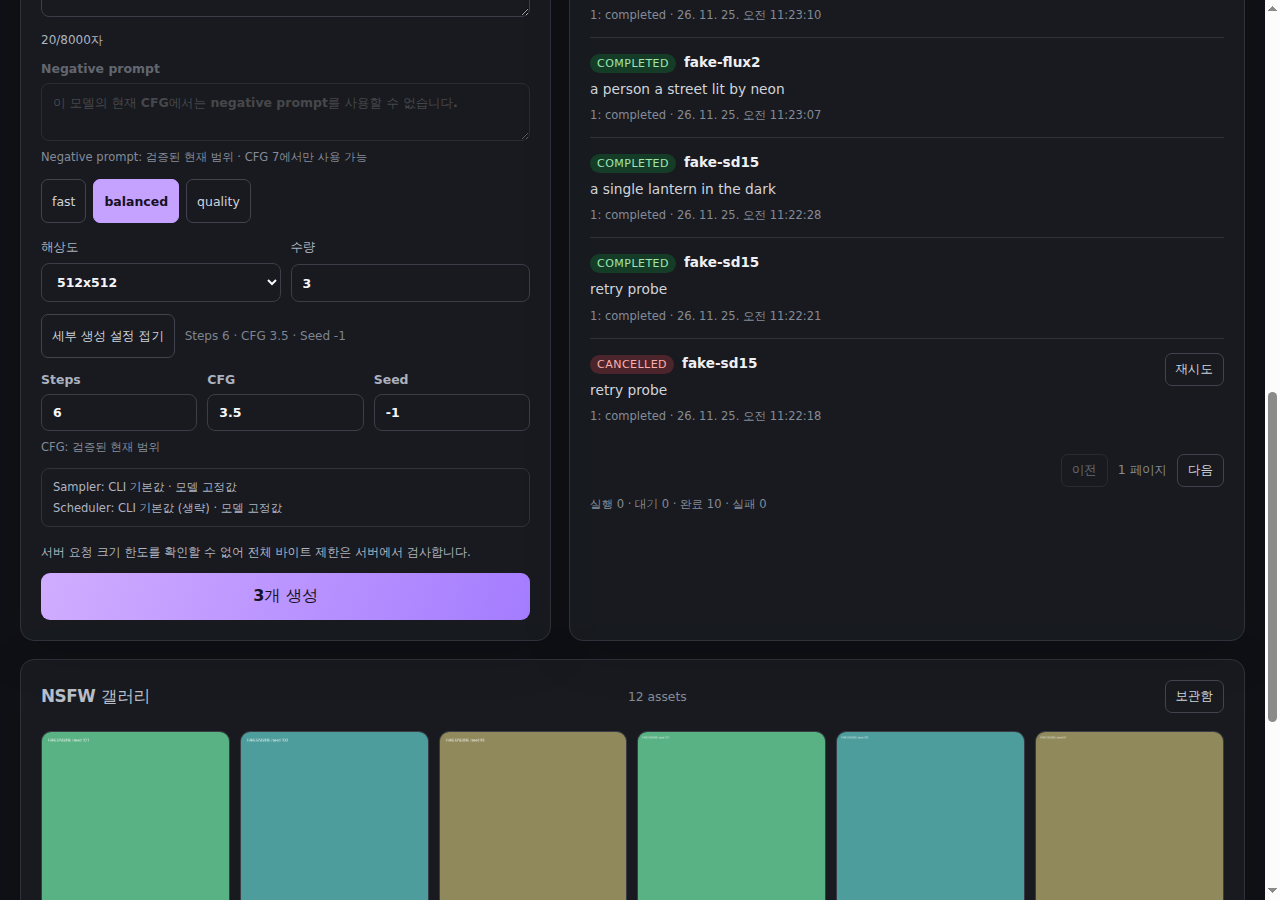 20/8000자
Negative prompt
이 모델의 현재 CFG에서는 negative prompt를 사용할 수 없습니다.
Negative prompt: 검증된 현재 범위 · CFG 7에서만 사용 가능
fast
balanced
quality
해상도
수량
512x512
3
세부 생성 설정 접기
Steps 6 · CFG 3.5 · Seed -1
Steps
CFG
Seed
6
3.5
-1
CFG: 검증된 현재 범위
Sampler: CLI 기본값 · 모델 고정값
Scheduler: CLI 기본값 (생략) · 모델 고정값
서버 요청 크기 한도를 확인할 수 없어 전체 바이트 제한은 서버에서 검사합니다.
3개 생성
1: completed · 26. 11. 25. 오전 11:23:10
COMPLETED fake-flux2
a person a street lit by neon
1: completed · 26. 11. 25. 오전 11:23:07
COMPLETED fake-sd15
a single lantern in the dark
1: completed · 26. 11. 25. 오전 11:22:28
COMPLETED fake-sd15
retry probe
1: completed · 26. 11. 25. 오전 11:22:21
CANCELLED fake-sd15
재시도
retry probe
1: completed · 26. 11. 25. 오전 11:22:18
이전
1 페이지
다음
실행 0 · 대기 0 · 완료 10 · 실패 0
NSFW 갤러리
12 assets
보관함